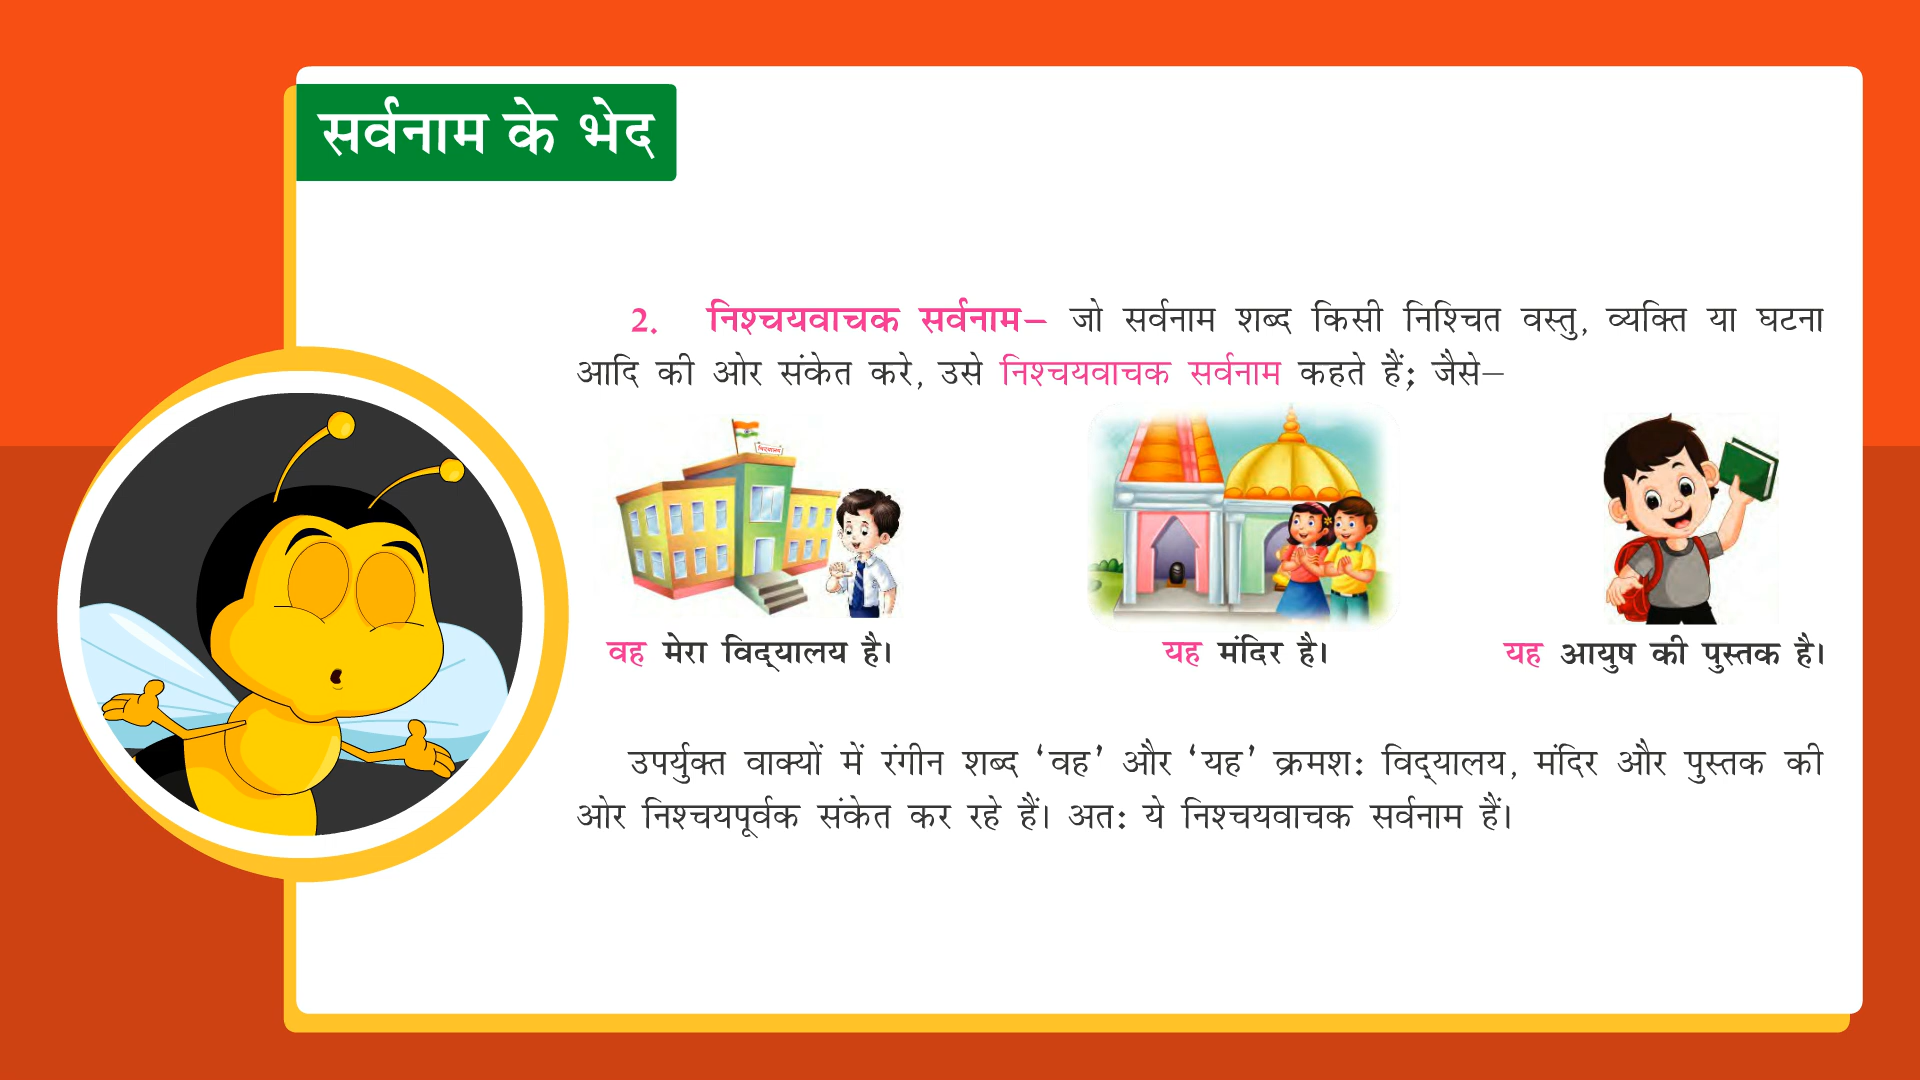 सर्वनाम के भेद
2. निश्चयवाचक सर्वनाम– जो सर्वनाम शब्द किसी निश्चित वस्तु, व्यक्ति या घटना
आदि की ओर संकेत करे, उसे निश्चयवाचक सर्वनाम कहते हैं; जैसे–
विद्यालय
वह मेरा विद्‌यालय है।
यह मंदिर है।
यह आयुष की पुस्तक है।
उपर्युक्त वाक्यों में रंगीन शब्द ‘वह’ और ‘यह’ क्रमश: विद्‌यालय, मंदिर और पुस्तक की
ओर निश्चयपूर्वक संकेत कर रहे हैं। अत: ये निश्चयवाचक सर्वनाम हैं।